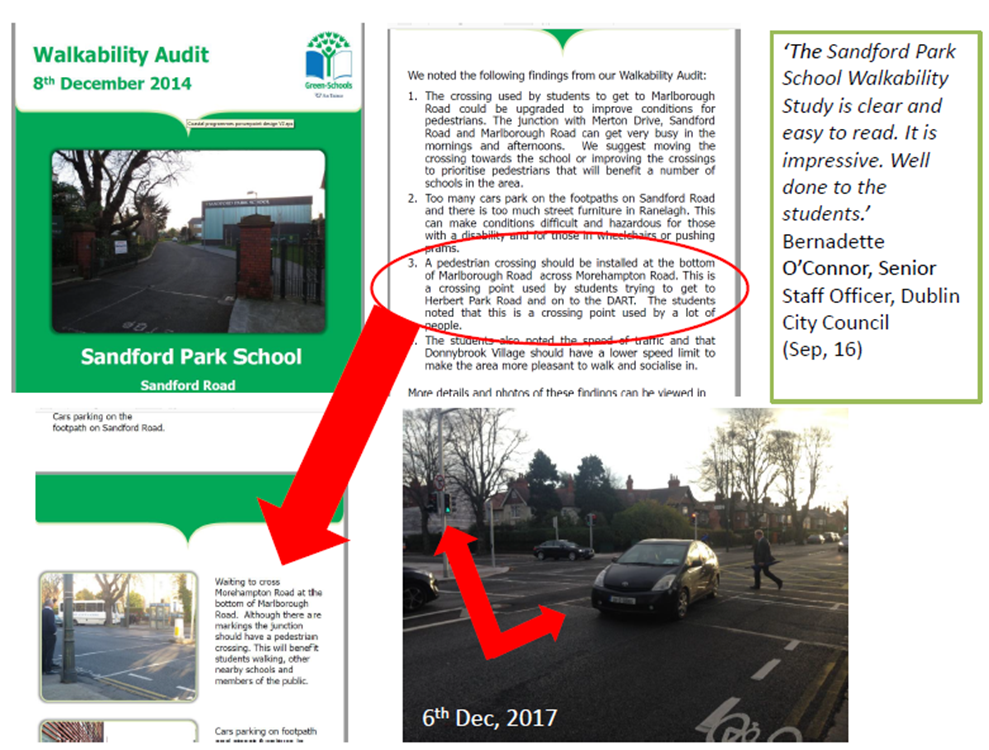 Walkability Audit
8th December 2014
Green-Schools
SANDFORD PARK SCHOOL
Sandford Park School
Sandford Road
We noted the following findings from our Walkability Audit:
1. The crossing used by students to get to Marlborough
Road could be upgraded to improve conditions for
pedestrians. The junction with Merton Drive, Sandford
Road and Marlborough Road can get very busy in the
mornings and afternoons. We suggest moving the
crossing towards the school or improving the crossings
to prioritise pedestrians that will benefit a number of
schools in the area.
2. Too many cars park on the footpaths on Sandford Road
and there is too much street furniture in Ranelagh. This
can make conditions difficult and hazardous for those
with a disability and for those in wheelchairs or pushing
prams.
3. A pedestrian crossing should be installed at the bottom
of Marlborough Road across Morehampton Road. This is
a crossing point used by students trying to get to
Herbert Park Road and on to the DART. The students
noted that this is a crossing point used by a lot of
people.
The students also noted the speed of traffic and that
Donnybrook Village should have a lower speed limit to
make the area more pleasant to walk and socialise in.
More details and photos of these findings can be viewed in
‘The Sandford Park
School Walkability
Study is clear and
easy to read. It is
impressive. Well
done to the
students.’
Bernadette
O’Connor, Senior
Staff Officer, Dublin
City Council
(Sep, 16)
Cars parking on the
footpath on Sandford Road.
Waiting to cross
Morehampton Road at the
bottom of Marlborough
Road. Although there are
markings the junction
should have a pedestrian
crossing. This will benefit
students walking, other
nearby schools and
members of the public.
Cars parking on footpath
6th Dec, 2017